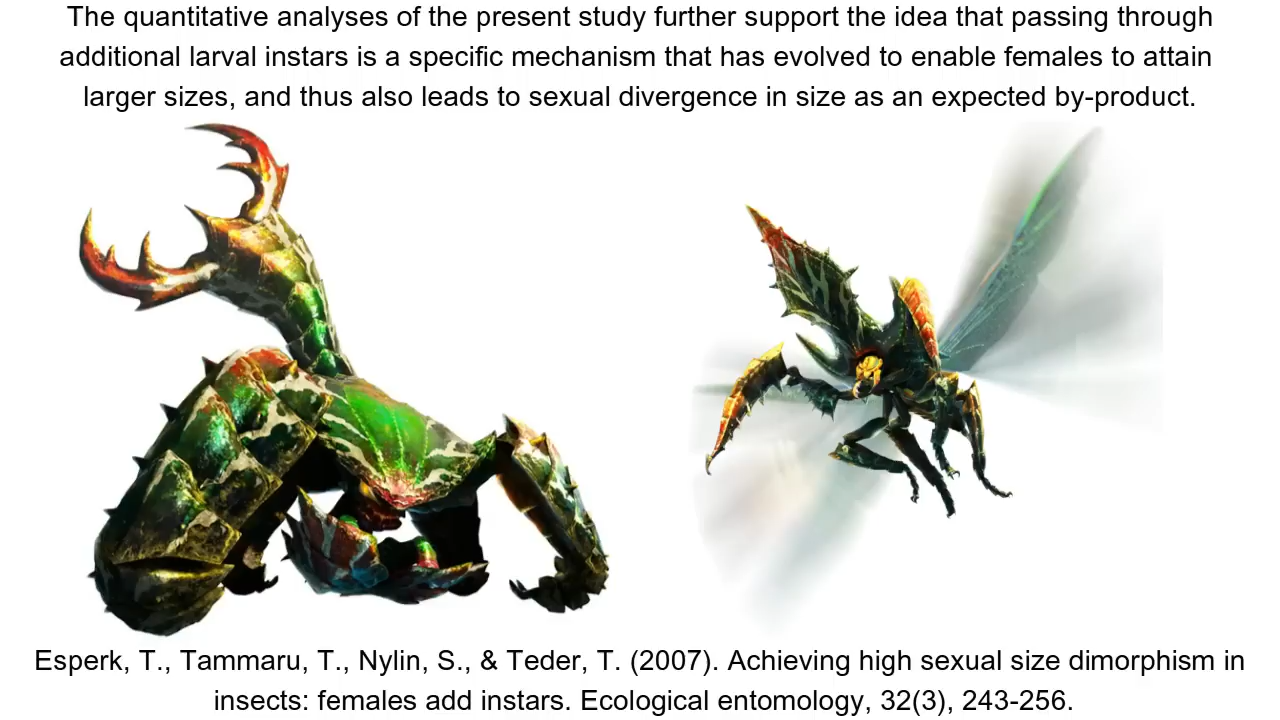 The quantitative analyses of the present study further support the idea that passing through
additional larval instars is a specific mechanism that has evolved to enable females to attain
larger sizes, and thus also leads to sexual divergence in size as an expected by-product.
Esperk, T., Tammaru, T., Nylin, S., & Teder, T. (2007). Achieving high sexual size dimorphism in
insects: females add instars. Ecological entomology, 32(3), 243-256.